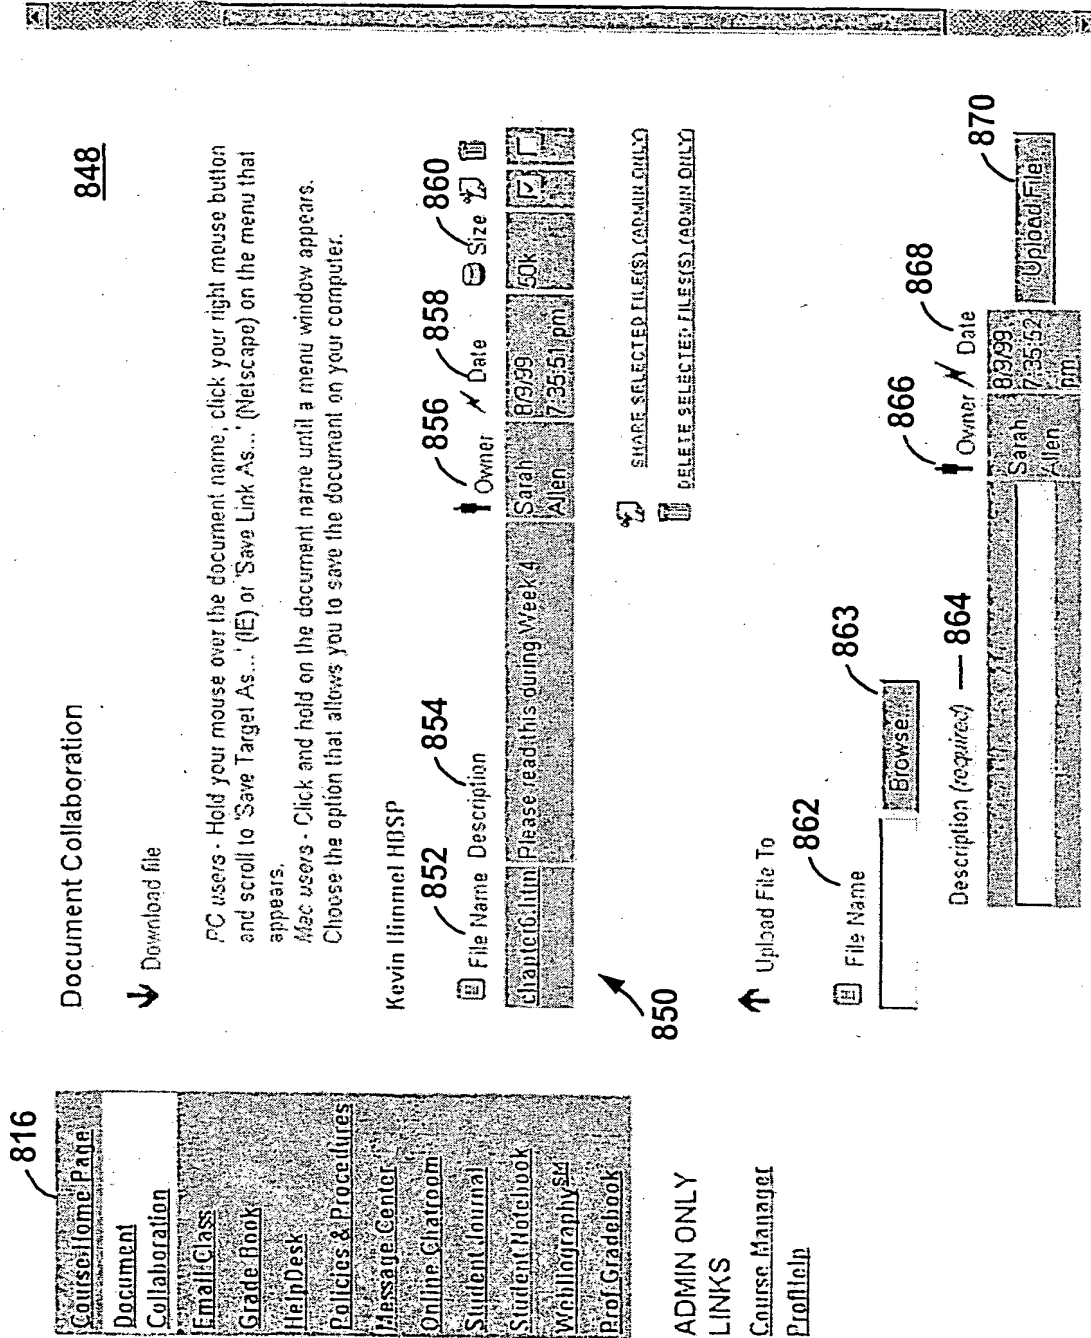 816
Course Home Page
Document
Collaboration
Email Class
Grade Book
HelpDesk
Policies & Procedures
Message Center
Online Chatroom
Student Journal
Student Notebook
Webliography SM
Prof Gradebook
ADMIN ONLY
LINKS
Course Manager
ProfHelp
Document Collaboration
848
Download file
PC users - Hold your mouse over the document name, click your right mouse button
and scroll to 'Save Target As...' (IE) or 'Save Link As...' (Netscape) on the menu that
appears.
Mac users - Click and hold on the document name until a menu window appears.
Choose the option that allows you to save the document on your computer.
Kevin Himmel HBSP
852 854 856 858 860
File Name Description Owner Date Size
chapter6.htm Please read this during Week 4 Sarah Allen 8/9/99 7:35:51 pm 50k
850
SHARE SELECTED FILE(S) (ADMIN ONLY)
DELETE SELECTED FILE(S) (ADMIN ONLY)
Upload File To
862
File Name
863
Browse...
Description (required) 864
866 868
Owner Date
Sarah Allen 8/9/99 7:35:52 pm
870
Upload File